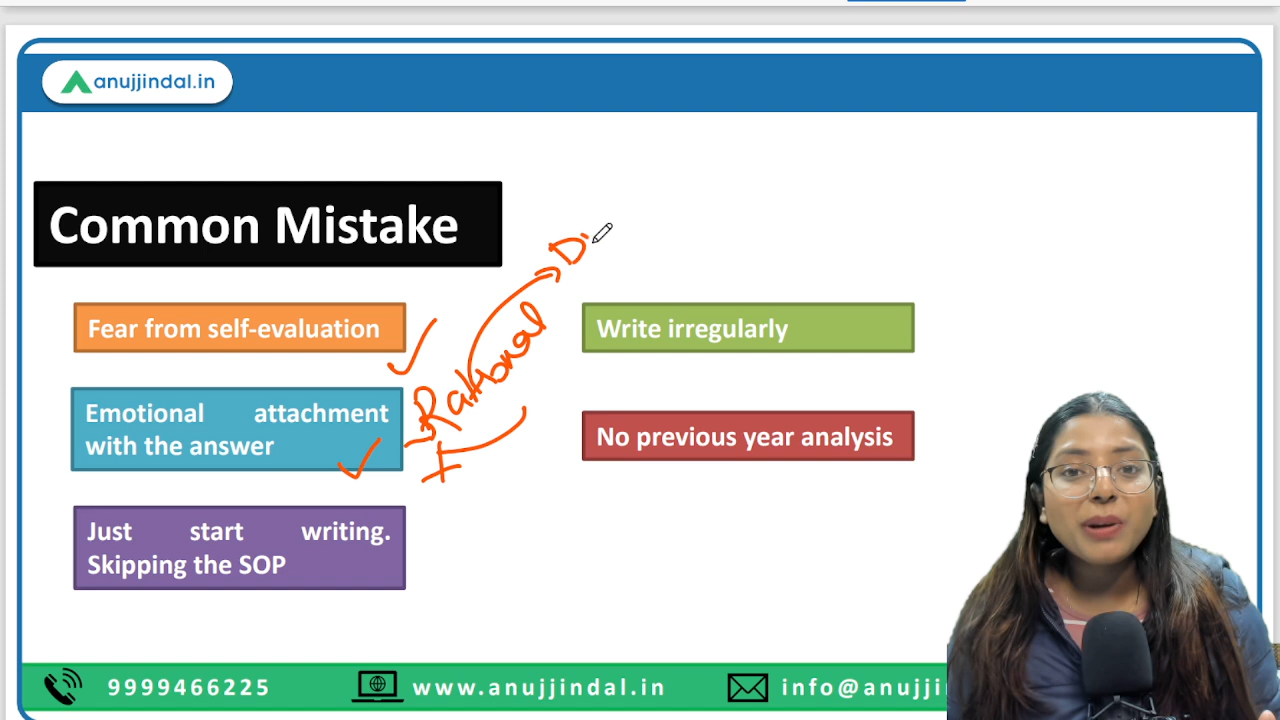 anujjindal.in
Common Mistake
Fear from self-evaluation
Emotional attachment
with the answer
Just start writing.
Skipping the SOP
Rational
I
Di
Write irregularly
No previous year analysis
9999466225
www.anujjindal.in
info@anujji